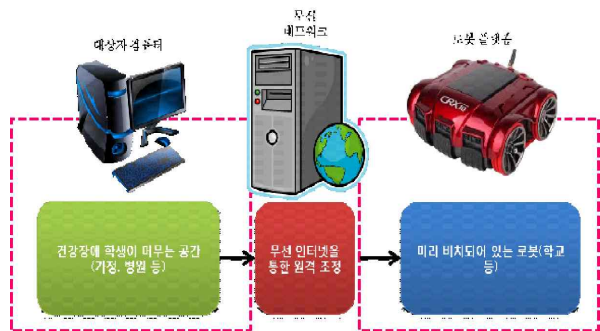 대상자 컴퓨터
무선
네트워크
로봇 플랫폼
CRX10
건강장애 학생이 머무는 공간
(가정, 병원 등)
무선 인터넷을
통한 원격 조정
미리 비치되어 있는 로봇(학교
등)